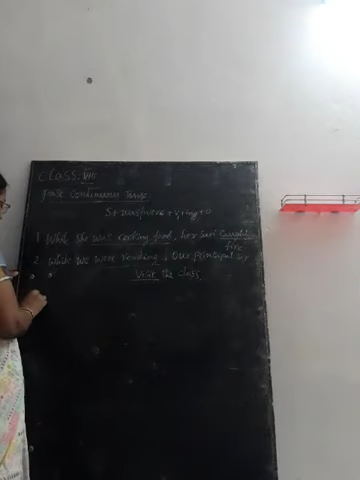 Class: VIII
past continuous Tense
S+ was/were + v+ing+o
1 While she was cooking food, her sari caught
fire
2. While we were reading, Our principal
Visit the class